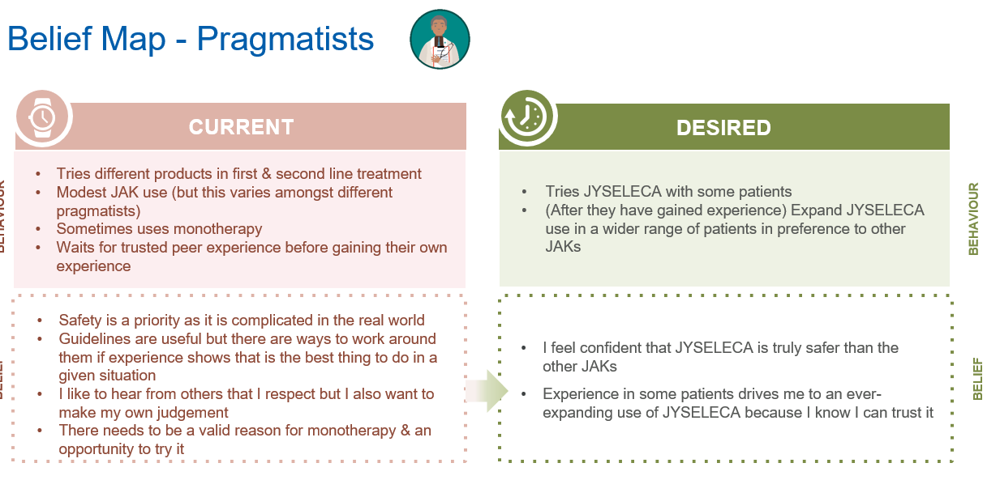 Belief Map - Pragmatists
CURRENT
• Tries different products in first & second line treatment
• Modest JAK use (but this varies amongst different
pragmatists)
• Sometimes uses monotherapy
• Waits for trusted peer experience before gaining their own
experience
• Safety is a priority as it is complicated in the real world
• Guidelines are useful but there are ways to work around
them if experience shows that is the best thing to do in a
given situation
• I like to hear from others that I respect but I also want to
make my own judgement
• There needs to be a valid reason for monotherapy & an
opportunity to try it
DESIRED
• Tries JYSELECA with some patients
• (After they have gained experience) Expand JYSELECA
use in a wider range of patients in preference to other
JAKs
BEHAVIOUR
• I feel confident that JYSELECA is truly safer than the
other JAKs
• Experience in some patients drives me to an ever-
expanding use of JYSELECA because I know I can trust it
BELIEF